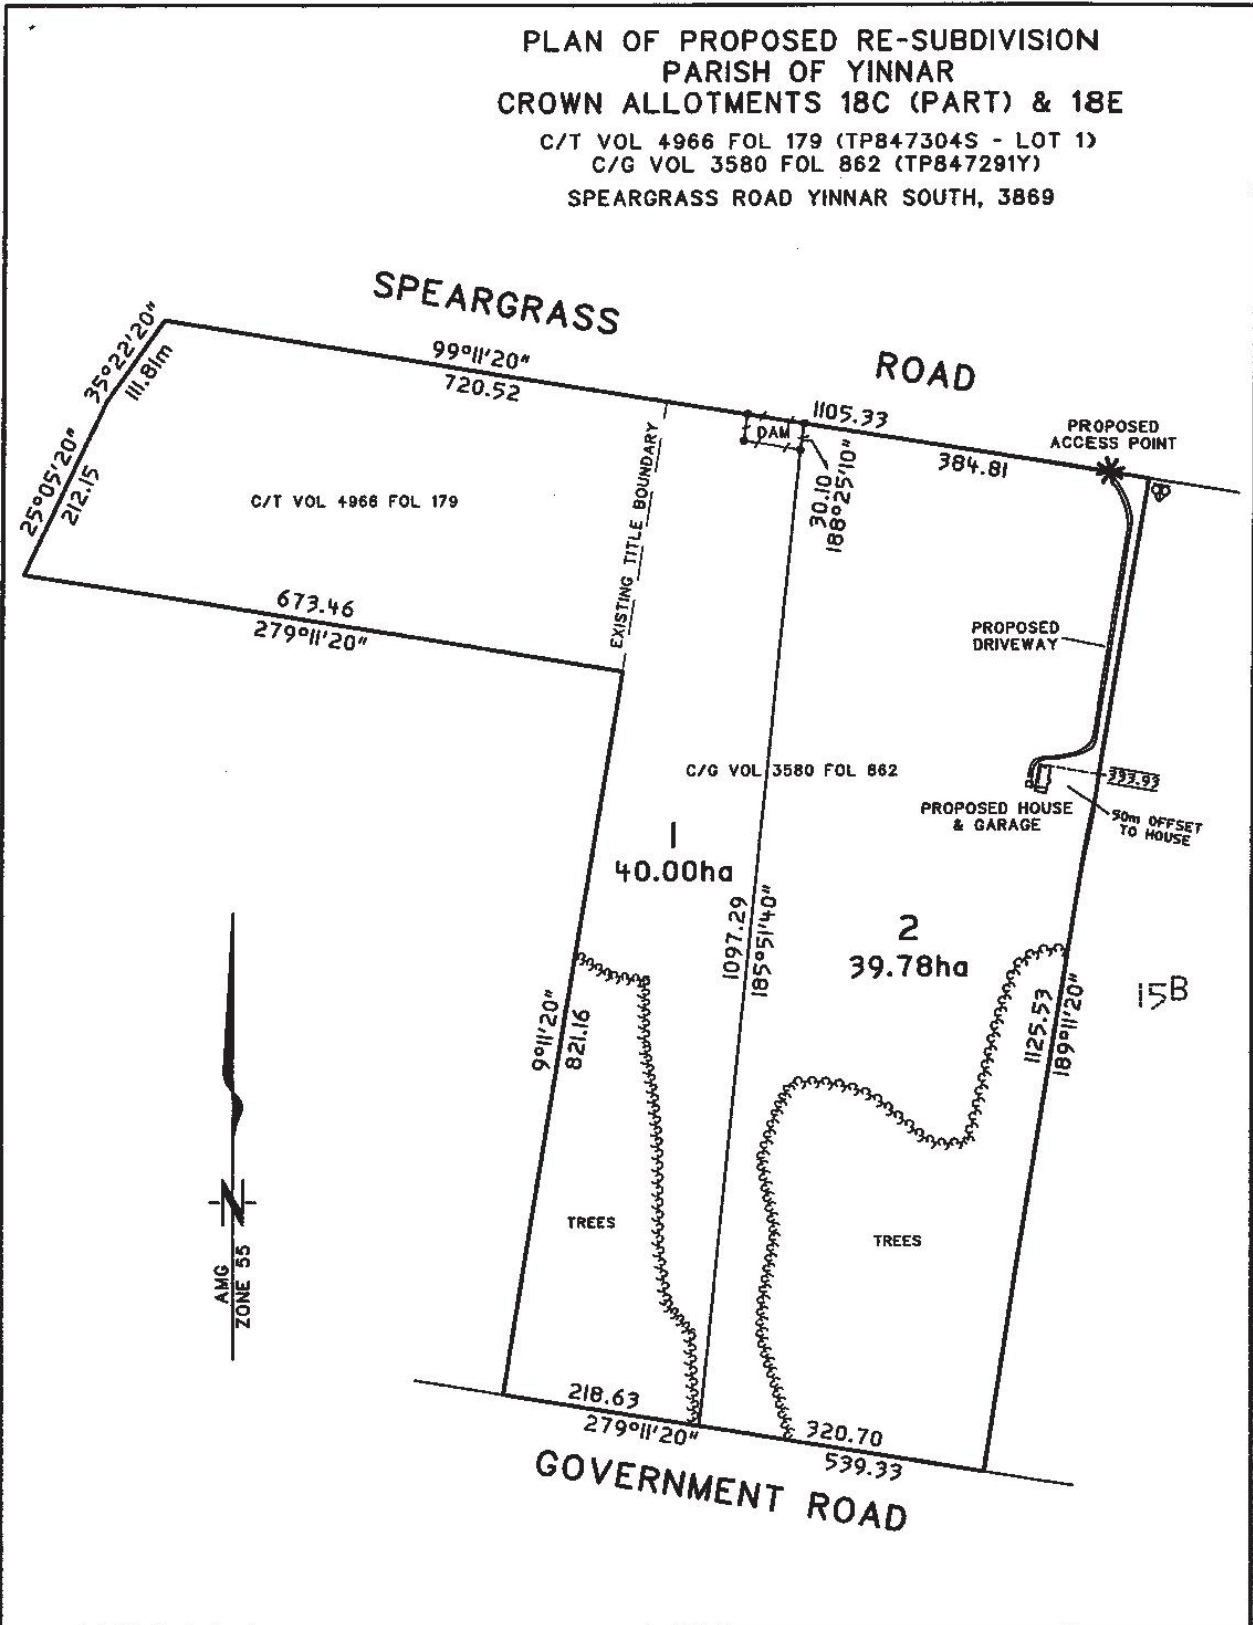 PLAN OF PROPOSED RE-SUBDIVISION
PARISH OF YINNAR
CROWN ALLOTMENTS 18C (PART) & 18E
C/T VOL 4966 FOL 179 (TP847304S - LOT 1)
C/G VOL 3580 FOL 862 (TP847291Y)
SPEARGRASS ROAD YINNAR SOUTH, 3869
SPEARGRASS
ROAD
35°22'20"
111.81m
99°11'20"
720.52
1105.33
384.81
PROPOSED
ACCESS POINT
DAM
30.10
188°25'10"
25°05'20"
212.15
C/T VOL 4966 FOL 179
EXISTING TITLE BOUNDARY
673.46
279°11'20"
PROPOSED
DRIVEWAY
C/G VOL 3580 FOL 862
333.93
PROPOSED HOUSE
& GARAGE
50m OFFSET
TO HOUSE
1
40.00ha
1097.29
185°51'40"
2
39.78ha
15B
9°11'20"
821.16
1125.53
189°11'20"
TREES
TREES
N
AMG
ZONE 55
218.63
279°11'20"
320.70
539.33
GOVERNMENT ROAD